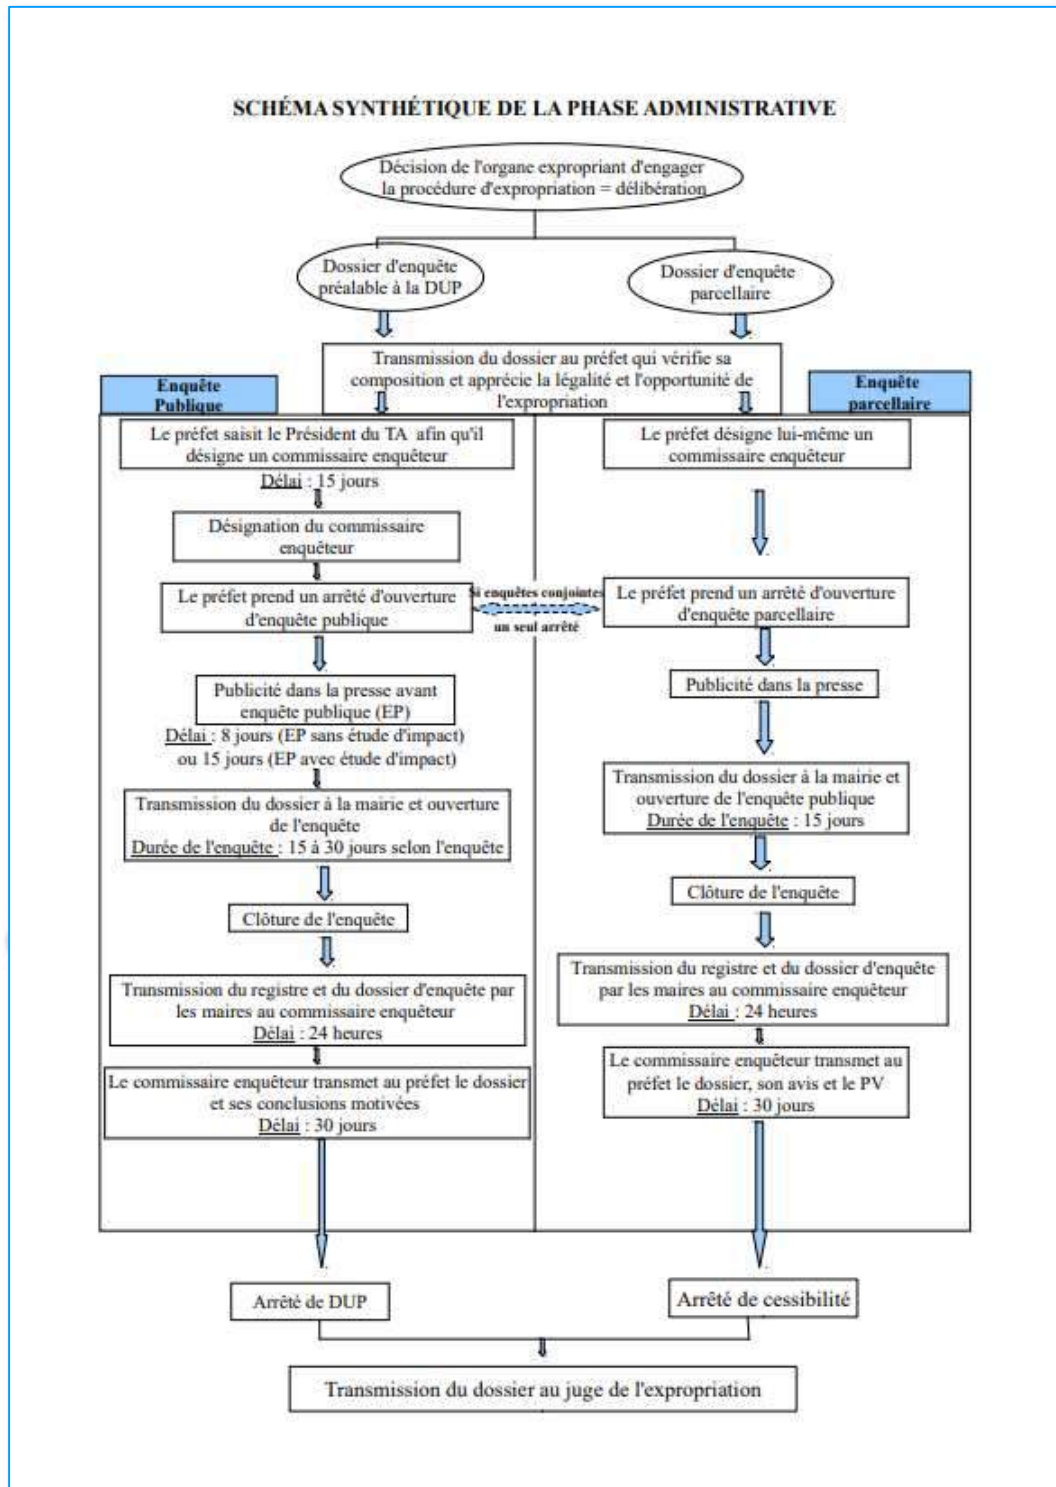 SCHÉMA SYNTHÉTIQUE DE LA PHASE ADMINISTRATIVE
Décision de l'organe expropriant d'engager
la procédure d'expropriation = délibération
Dossier d'enquête
préalable à la DUP
Dossier d'enquête
parcellaire
Transmission du dossier au préfet qui vérifie sa
composition et apprécie la légalité et l'opportunité de
l'expropriation
Enquête
Publique
Le préfet saisit le Président du TA afin qu'il
désigne un commissaire enquêteur
Délai : 15 jours
Désignation du commissaire
enquêteur
Le préfet prend un arrêté d'ouverture
d'enquête publique
Si enquêtes conjointes
un seul arrêté
Publicité dans la presse avant
enquête publique (EP)
Délai : 8 jours (EP sans étude d'impact)
ou 15 jours (EP avec étude d'impact)
Transmission du dossier à la mairie et ouverture
de l'enquête
Durée de l'enquête : 15 à 30 jours selon l'enquête
Clôture de l'enquête
Transmission du registre et du dossier d'enquête par
les maires au commissaire enquêteur
Délai : 24 heures
Le commissaire enquêteur transmet au préfet le dossier
et ses conclusions motivées
Délai : 30 jours
Enquête
parcellaire
Le préfet désigne lui-même un
commissaire enquêteur
Le préfet prend un arrêté d'ouverture
d'enquête parcellaire
Publicité dans la presse
Transmission du dossier à la mairie et
ouverture de l'enquête publique
Durée de l'enquête : 15 jours
Clôture de l'enquête
Transmission du registre et du dossier d'enquête
par les maires au commissaire enquêteur
Délai : 24 heures
Le commissaire enquêteur transmet au
préfet le dossier, son avis et le PV
Délai : 30 jours
Arrêté de DUP
Arrêté de cessibilité
Transmission du dossier au juge de l'expropriation